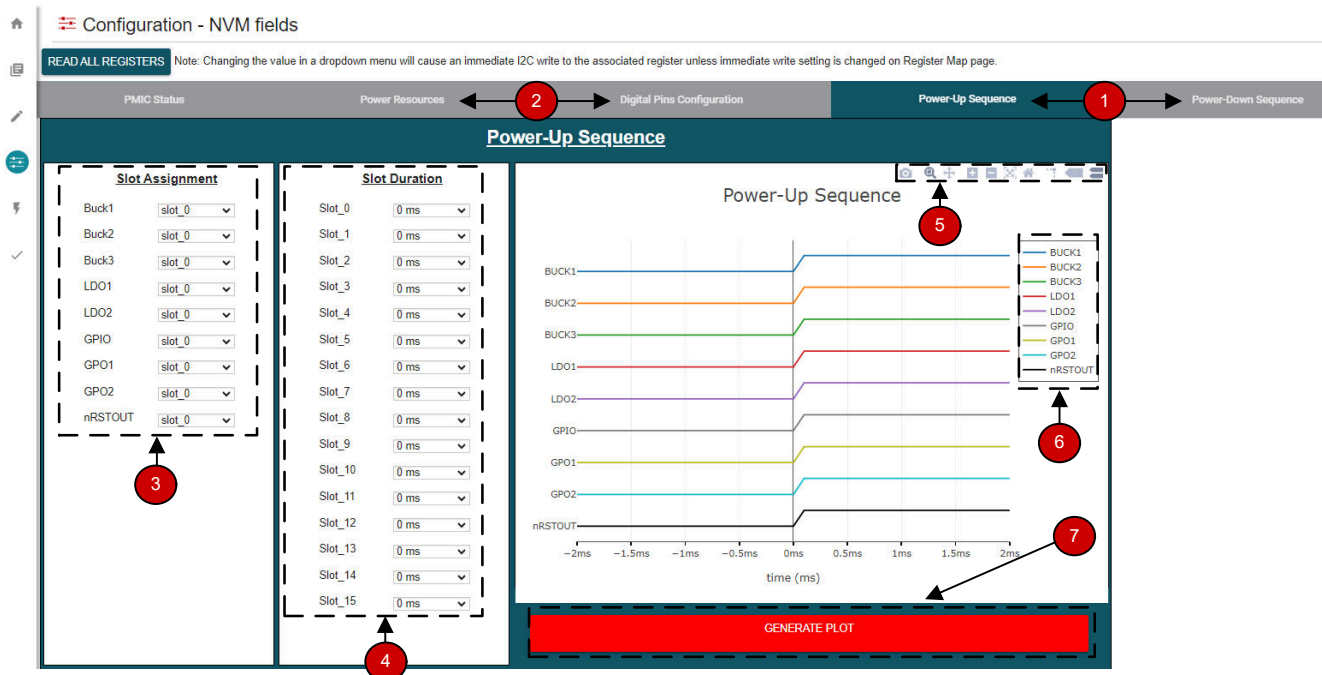 Configuration - NVM fields
READ ALL REGISTERS Note: Changing the value in a dropdown menu will cause an immediate I2C write to the associated register unless immediate write setting is changed on Register Map page.
PMIC Status Power Resources 2 Digital Pins Configuration Power-Up Sequence 1 Power-Down Sequence
Power-Up Sequence
Slot Assignment
Buck1 slot_0
Buck2 slot_0
Buck3 slot_0
LDO1 slot_0
LDO2 slot_0
GPIO slot_0
GPO1 slot_0
GPO2 slot_0
nRSTOUT slot_0
3
Slot Duration
Slot_0 0 ms
Slot_1 0 ms
Slot_2 0 ms
Slot_3 0 ms
Slot_4 0 ms
Slot_5 0 ms
Slot_6 0 ms
Slot_7 0 ms
Slot_8 0 ms
Slot_9 0 ms
Slot_10 0 ms
Slot_11 0 ms
Slot_12 0 ms
Slot_13 0 ms
Slot_14 0 ms
Slot_15 0 ms
4
Power-Up Sequence
5
BUCK1
BUCK2
BUCK3
LDO1
LDO2
GPIO
GPO1
GPO2
nRSTOUT
−2ms −1.5ms −1ms −0.5ms 0ms 0.5ms 1ms 1.5ms 2ms
time (ms)
BUCK1
BUCK2
BUCK3
LDO1
LDO2
GPIO
GPO1
GPO2
nRSTOUT
6
7
GENERATE PLOT